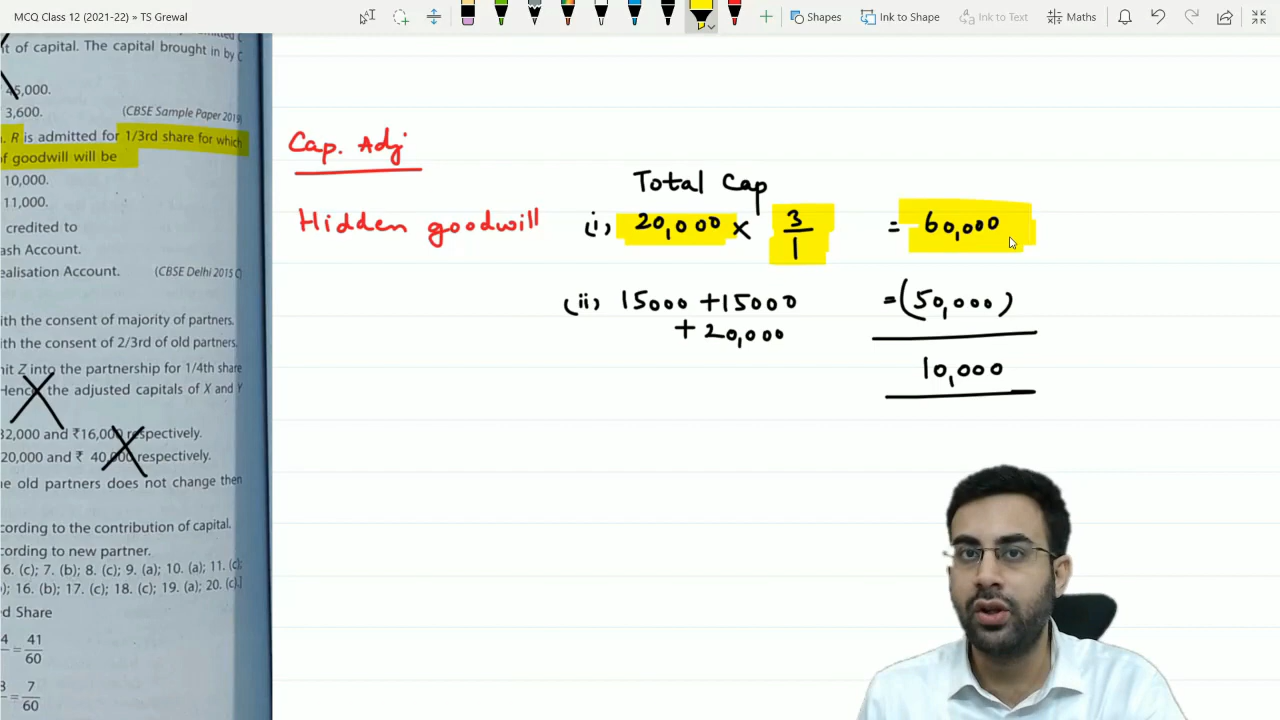 MCQ Class 12 (2021-22) » TS Grewal
Shapes
Ink to Shape
Ink to Text
Maths
nt of capital. The capital brought in by C
45,000.
3,600. (CBSE Sample Paper 2019)
. R is admitted for 1/3rd share for which
of goodwill will be
10,000.
11,000.
credited to
ash Account.
ealisation Account. (CBSE Delhi 2015 C)
ith the consent of majority of partners.
ith the consent of 2/3rd of old partners.
nit Z into the partnership for 1/4th share
Hence, the adjusted capitals of X and Y
32,000 and ₹16,000 respectively.
20,000 and ₹ 40,000 respectively.
he old partners does not change then
cording to the contribution of capital.
cording to new partner.
6. (c); 7. (b); 8. (c); 9. (a); 10. (a); 11. (c);
); 16. (b); 17. (c); 18. (c); 19. (a); 20. (c).]
d Share
4 = 41
60
3 = 7
60
Cap. Adj
Total Cap
Hidden goodwill (i) 20,000 × 3/1 = 60,000
(ii) 15000 + 15000 = (50,000)
+ 20,000
10,000